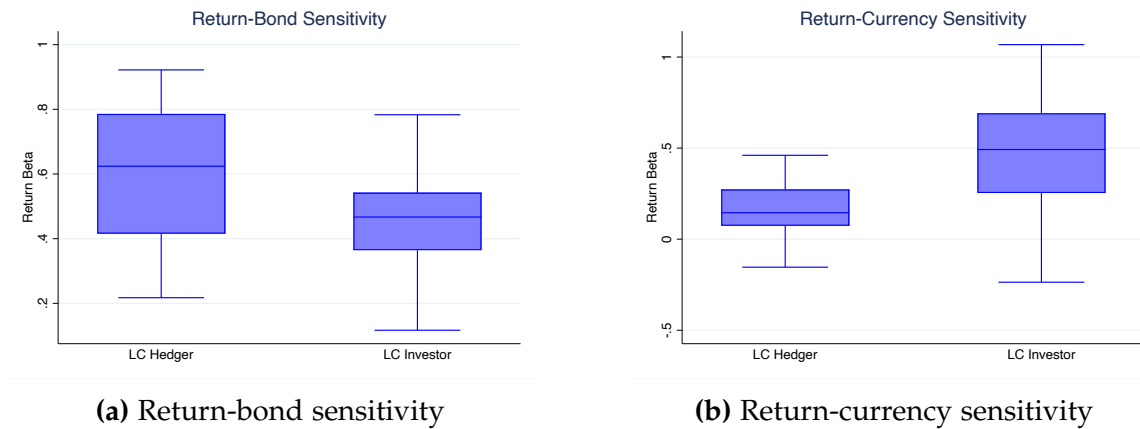 Return-Bond Sensitivity
Return Beta
1
.8
.6
.4
.2
LC Hedger LC Investor
(a) Return-bond sensitivity
Return-Currency Sensitivity
Return Beta
1
.5
0
-.5
LC Hedger LC Investor
(b) Return-currency sensitivity